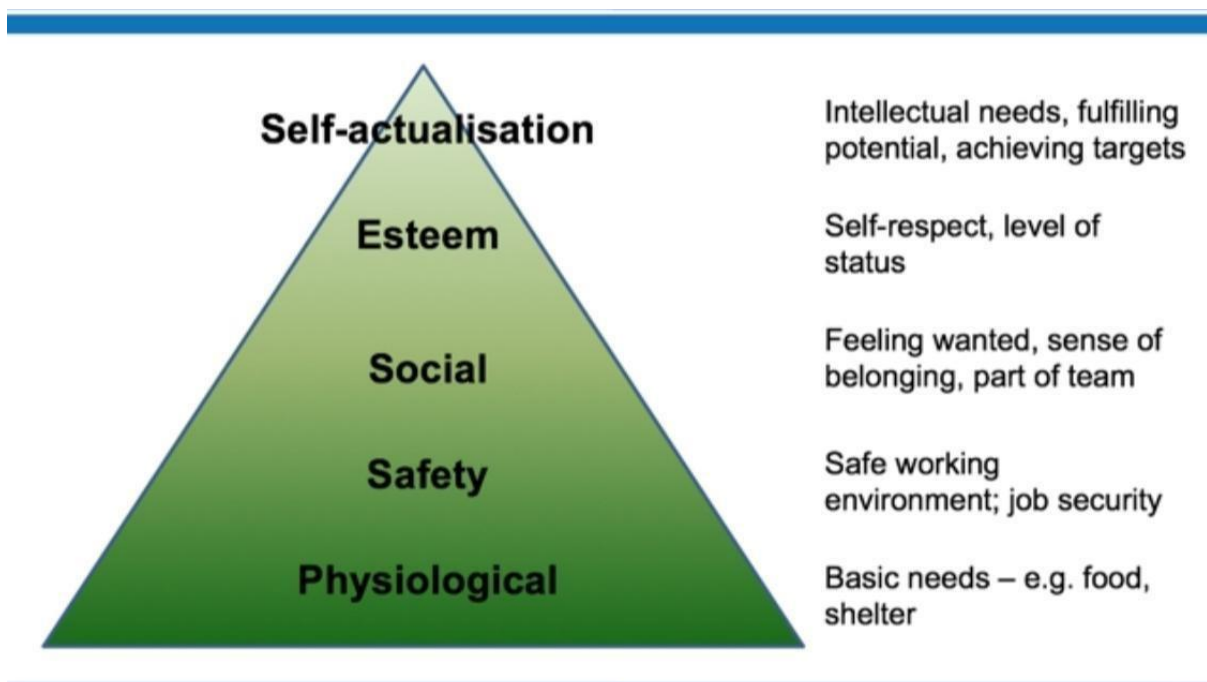 Self-actualisation
Intellectual needs, fulfilling
potential, achieving targets
Esteem
Self-respect, level of
status
Social
Feeling wanted, sense of
belonging, part of team
Safety
Safe working
environment; job security
Physiological
Basic needs – e.g. food,
shelter